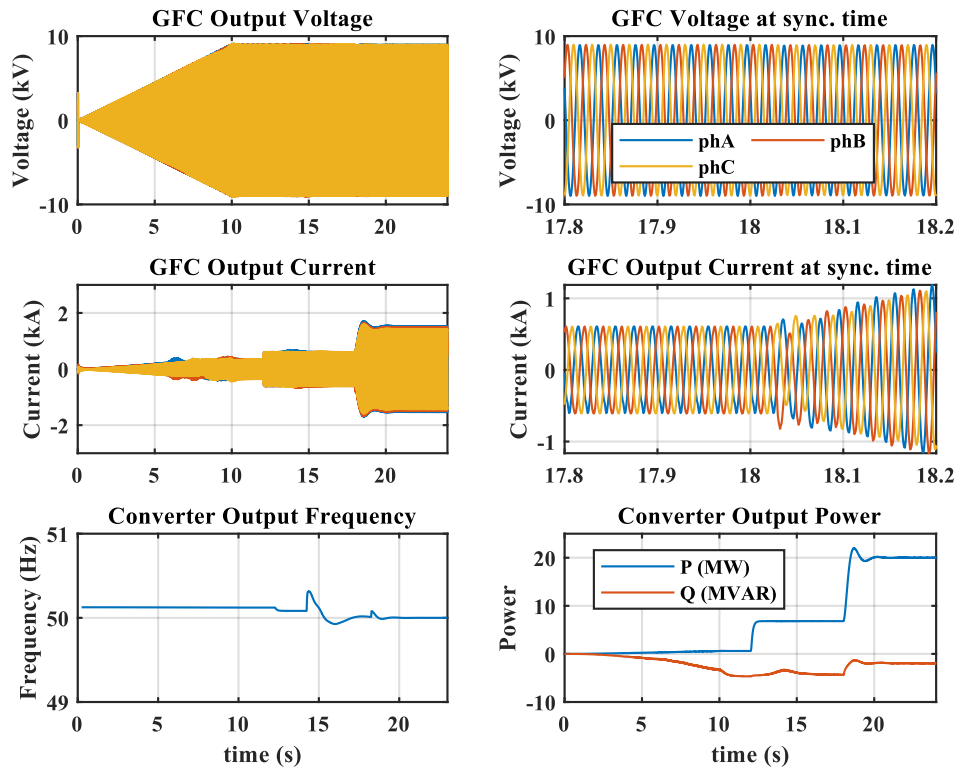 GFC Output Voltage
Voltage (kV)
10
0
-10
0 5 10 15 20
GFC Voltage at sync. time
Voltage (kV)
10
0
-10
phA phB
phC
17.8 17.9 18 18.1 18.2
GFC Output Current
Current (kA)
2
0
-2
0 5 10 15 20
GFC Output Current at sync. time
Current (kA)
1
0
-1
17.8 17.9 18 18.1 18.2
Converter Output Frequency
Frequency (Hz)
51
50
49
0 5 10 15 20
time (s)
Converter Output Power
Power
20
10
0
-10
P (MW)
Q (MVAR)
0 5 10 15 20
time (s)